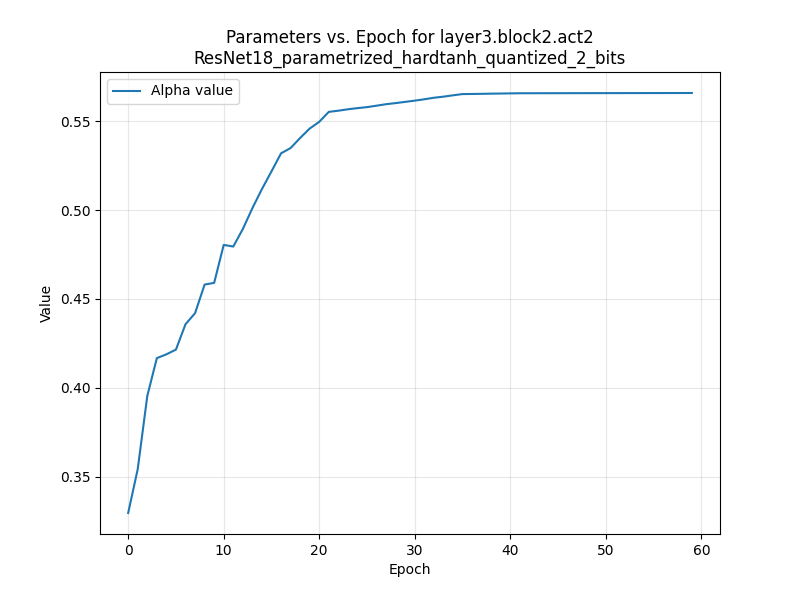 Parameters vs. Epoch for layer3.block2.act2
ResNet18_parametrized_hardtanh_quantized_2_bits
Alpha value
0.55
0.50
0.45
0.40
0.35
Value
0 10 20 30 40 50 60
Epoch